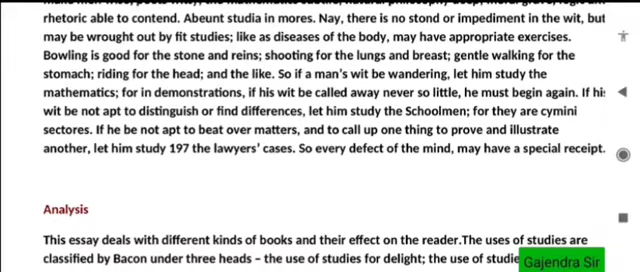 rhetoric able to contend. Abeunt studia in mores. Nay, there is no stond or impediment in the wit, but
may be wrought out by fit studies; like as diseases of the body, may have appropriate exercises.
Bowling is good for the stone and reins; shooting for the lungs and breast; gentle walking for the
stomach; riding for the head; and the like. So if a man's wit be wandering, let him study the
mathematics; for in demonstrations, if his wit be called away never so little, he must begin again. If his
wit be not apt to distinguish or find differences, let him study the Schoolmen; for they are cymini
sectores. If he be not apt to beat over matters, and to call up one thing to prove and illustrate
another, let him study 197 the lawyers' cases. So every defect of the mind, may have a special receipt.
Analysis
This essay deals with different kinds of books and their effect on the reader.The uses of studies are
classified by Bacon under three heads – the use of studies for delight; the use of studie
Gajendra Sir